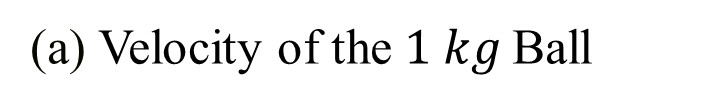 (a) Velocity of the 1 kg Ball